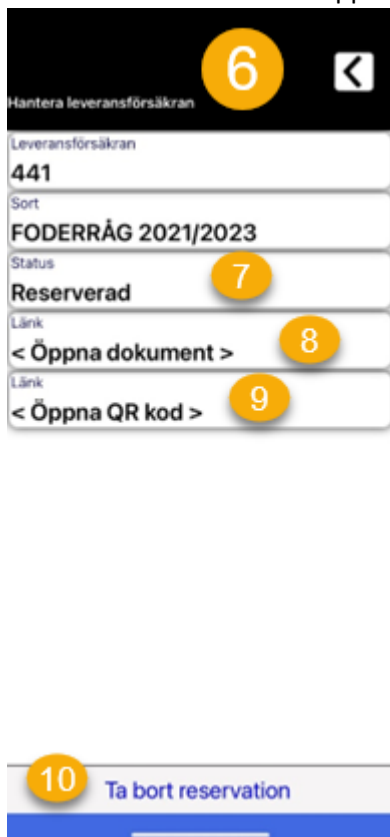 6
Hantera leveransförsäkran
Leveransförsäkran
441
Sort
FODERRÅG 2021/2023
Status
7
Reserverad
Länk
8
< Öppna dokument >
Länk
9
< Öppna QR kod >
10
Ta bort reservation